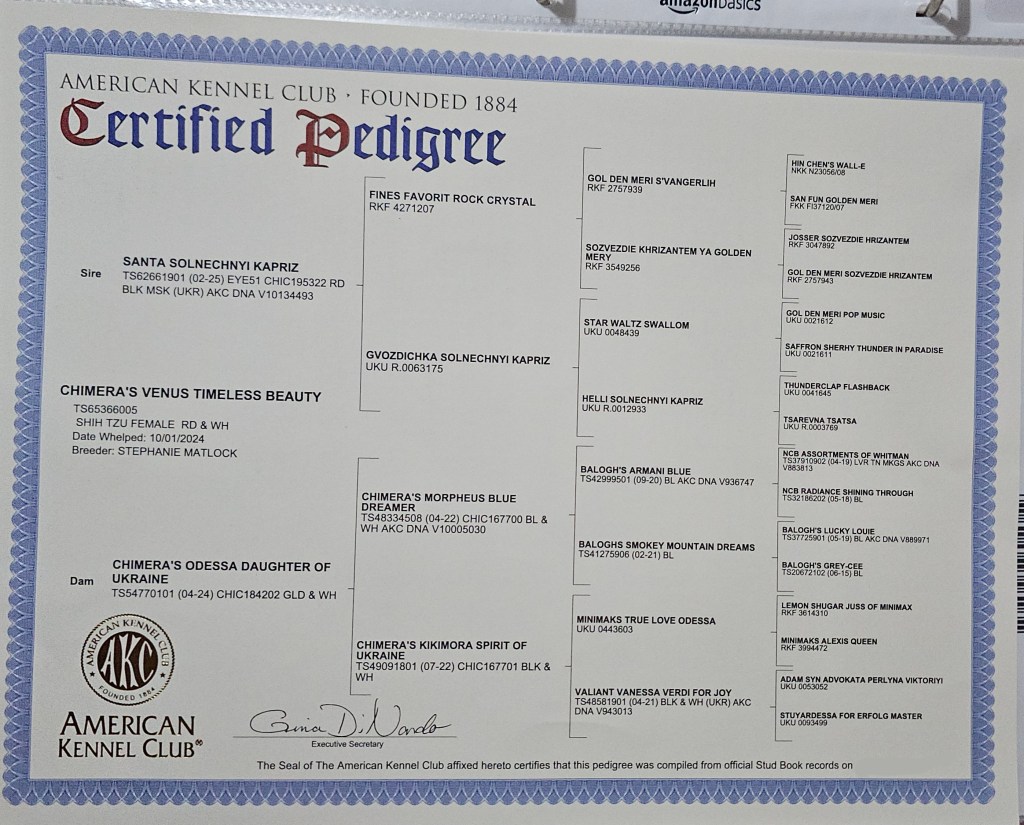 amazonbasics
AMERICAN KENNEL CLUB · FOUNDED 1884
Certified Pedigree
Sire
SANTA SOLNECHNYI KAPRIZ
TS62661901 (02-25) EYE51 CHIC195322 RD
BLK MSK (UKR) AKC DNA V10134493
CHIMERA'S VENUS TIMELESS BEAUTY
TS65366005
SHIH TZU FEMALE RD & WH
Date Whelped: 10/01/2024
Breeder: STEPHANIE MATLOCK
Dam
CHIMERA'S ODESSA DAUGHTER OF
UKRAINE
TS54770101 (04-24) CHIC184202 GLD & WH
FINES FAVORIT ROCK CRYSTAL
RKF 4271207
GVOZDICHKA SOLNECHNYI KAPRIZ
UKU R.0063175
CHIMERA'S MORPHEUS BLUE
DREAMER
TS48334508 (04-22) CHIC167700 BL &
WH AKC DNA V10005030
CHIMERA'S KIKIMORA SPIRIT OF
UKRAINE
TS49091801 (07-22) CHIC167701 BLK &
WH
GOL DEN MERI S'VANGERLIH
RKF 2757939
SOZVEZDIE KHRIZANTEM YA GOLDEN
MERY
RKF 3549256
STAR WALTZ SWALLOM
UKU 0048439
HELLI SOLNECHNYI KAPRIZ
UKU R.0012933
BALOGH'S ARMANI BLUE
TS42999501 (09-20) BL AKC DNA V936747
BALOGHS SMOKEY MOUNTAIN DREAMS
TS41275906 (02-21) BL
MINIMAKS TRUE LOVE ODESSA
UKU 0443603
VALIANT VANESSA VERDI FOR JOY
TS48581901 (04-21) BLK & WH (UKR) AKC
DNA V943013
HIN CHEN'S WALL-E
NKK N23056/08
SAN FUN GOLDEN MERI
FKK FI37120/07
JOSSER SOZVEZDIE HRIZANTEM
RKF 3047892
GOL DEN MERI SOZVEZDIE HRIZANTEM
RKF 2757943
GOL DEN MERI POP MUSIC
UKU 0021612
SAFFRON SHERHY THUNDER IN PARADISE
UKU 0021611
THUNDERCLAP FLASHBACK
UKU 0041645
TSAREVNA TSATSA
UKU R.0003769
NCB ASSORTMENTS OF WHITMAN
TS37910902 (04-19) LVR TN MKGS AKC DNA
V883813
NCB RADIANCE SHINING THROUGH
TS32186202 (05-18) BL
BALOGH'S LUCKY LOUIE
TS37725901 (05-19) BL AKC DNA V889971
BALOGH'S GREY-CEE
TS20672102 (06-15) BL
LEMON SHUGAR JUSS OF MINIMAX
RKF 3614310
MINIMAKS ALEXIS QUEEN
RKF 3994472
ADAM SYN ADVOKATA PERLYNA VIKTORIYI
UKU 0053052
STUYARDESSA FOR ERFOLG MASTER
UKU 0093499
AMERICAN KENNEL CLUB
AKC
FOUNDED 1884
AMERICAN
KENNEL CLUB®
Gina DiNardo
Executive Secretary
The Seal of The American Kennel Club affixed hereto certifies that this pedigree was compiled from official Stud Book records on